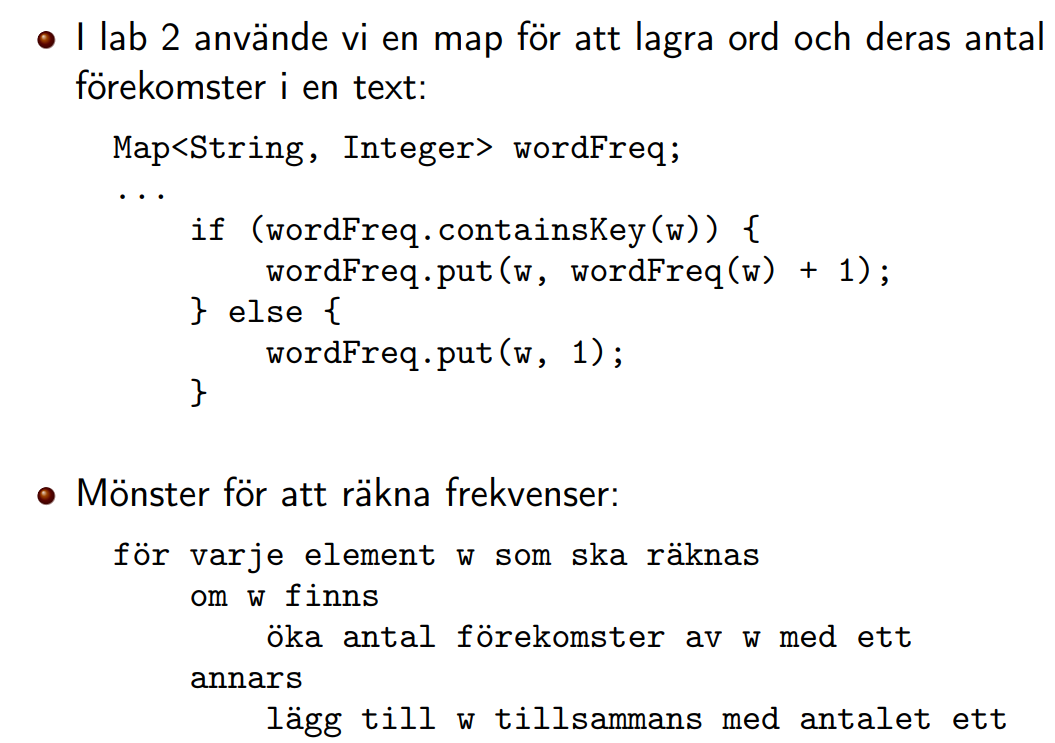 I lab 2 använde vi en map för att lagra ord och deras antal
förekomster i en text:
Map<String, Integer> wordFreq;
...
if (wordFreq.containsKey(w)) {
wordFreq.put(w, wordFreq(w) + 1);
} else {
wordFreq.put(w, 1);
}
Mönster för att räkna frekvenser:
för varje element w som ska räknas
om w finns
öka antal förekomster av w med ett
annars
lägg till w tillsammans med antalet ett